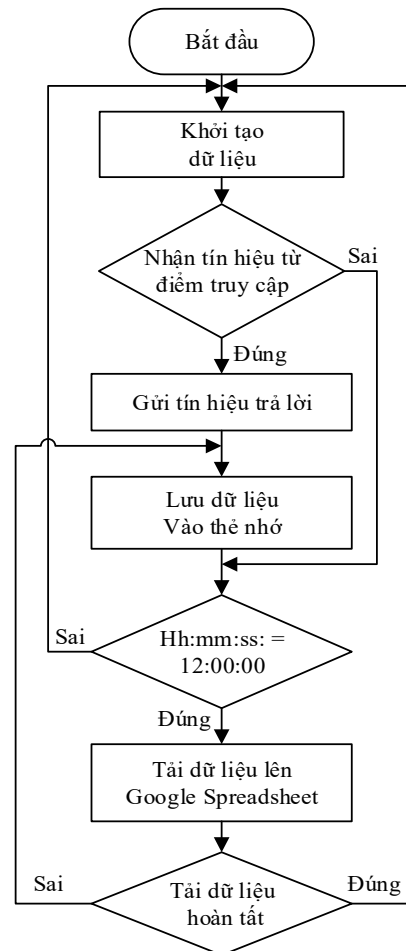 Bắt đầu
Khởi tạo
dữ liệu
Nhận tín hiệu từ
điểm truy cập
Sai
Đúng
Gửi tín hiệu trả lời
Lưu dữ liệu
Vào thẻ nhớ
Sai
Hh:mm:ss: =
12:00:00
Đúng
Tải dữ liệu lên
Google Spreadsheet
Sai
Tải dữ liệu
hoàn tất
Đúng